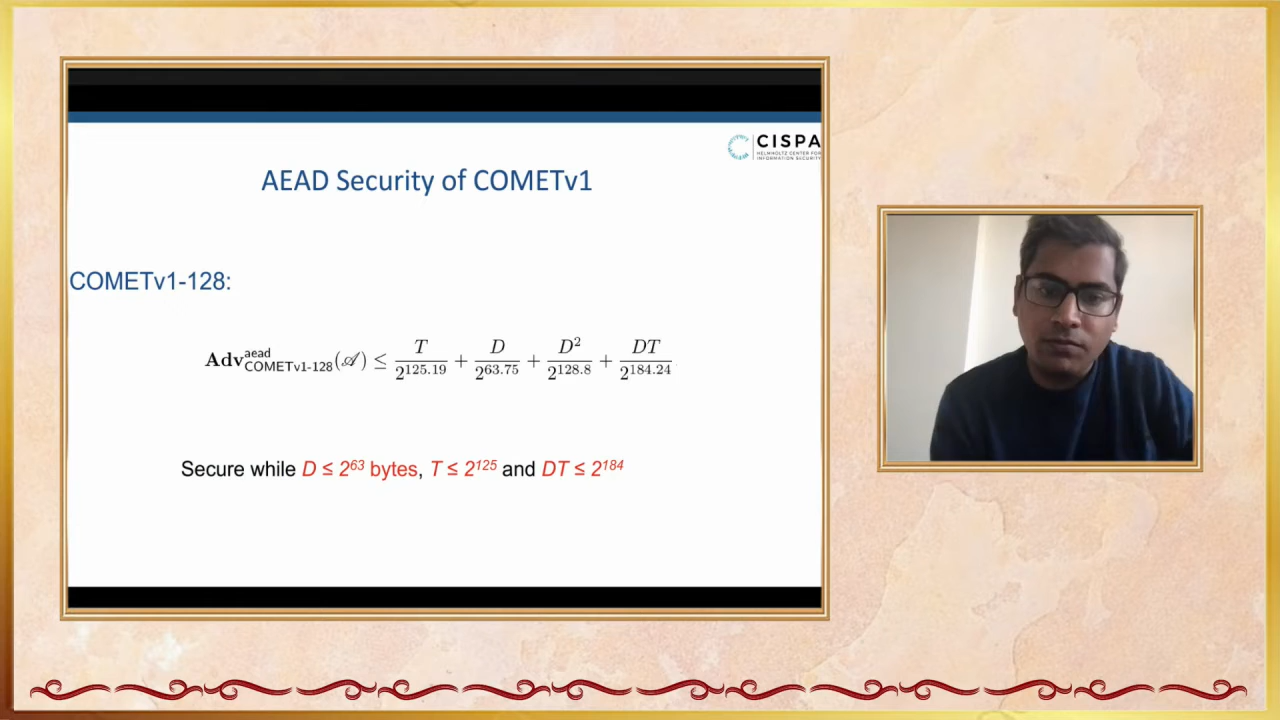 CISPA
HELMHOLTZ CENTER FOR
INFORMATION SECURITY
AEAD Security of COMETv1
COMETv1-128:
Adv^{aead}_{COMETv1-128}(𝒜) ≤ T/2^{125.19} + D/2^{63.75} + D^2/2^{128.8} + DT/2^{184.24}
Secure while D ≤ 2^{63} bytes, T ≤ 2^{125} and DT ≤ 2^{184}